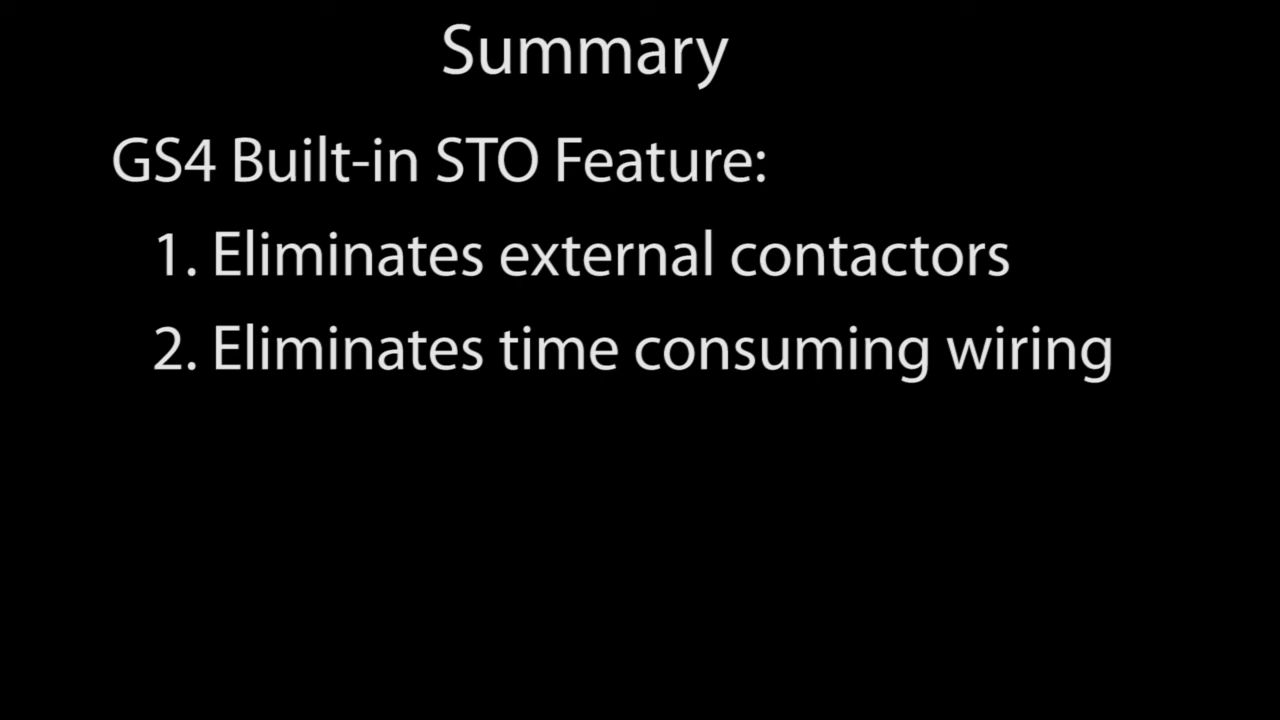 Summary
GS4 Built-in STO Feature:
1. Eliminates external contactors
2. Eliminates time consuming wiring